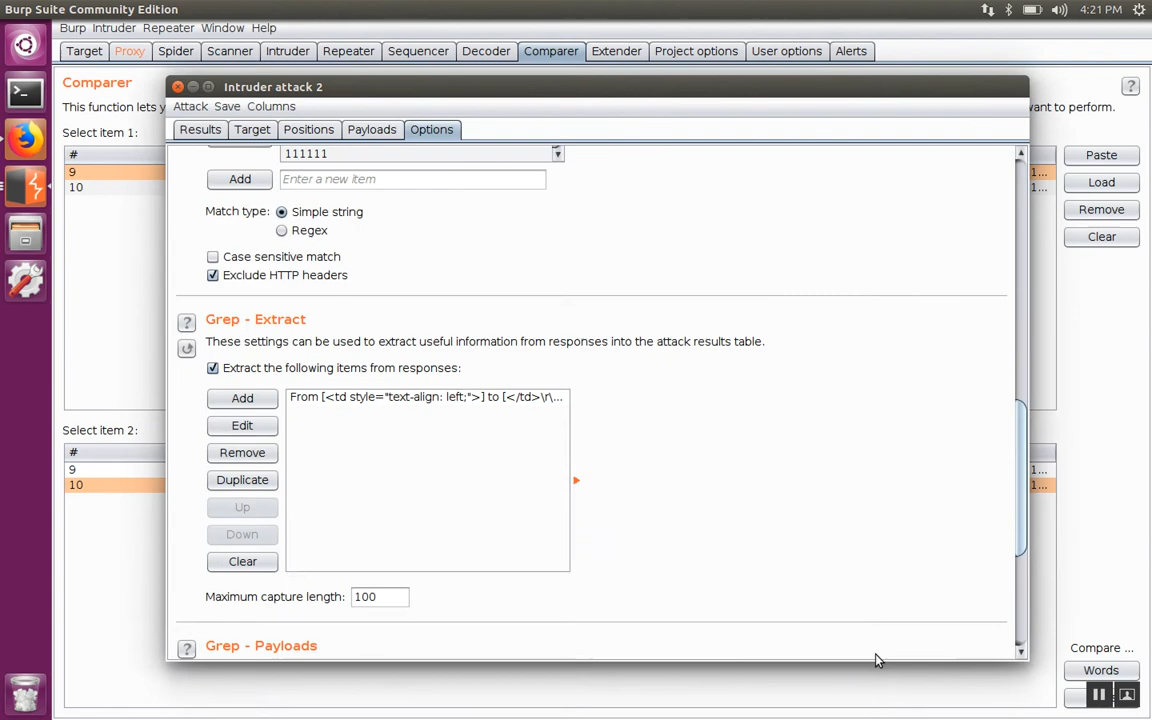 Burp Suite Community Edition
4:21 PM
Burp Intruder Repeater Window Help
Target Proxy Spider Scanner Intruder Repeater Sequencer Decoder Comparer Extender Project options User options Alerts
Comparer
?
This function lets y
want to perform.
Select item 1:
#
9
10
1...
1...
Paste
Load
Remove
Clear
Intruder attack 2
Attack Save Columns
Results Target Positions Payloads Options
111111
Add Enter a new item
Match type: Simple string
Regex
Case sensitive match
Exclude HTTP headers
? Grep - Extract
These settings can be used to extract useful information from responses into the attack results table.
Extract the following items from responses:
Add From [<td style="text-align: left;">] to [</td>\r\...
Edit
Remove
Duplicate
Up
Down
Clear
Maximum capture length: 100
? Grep - Payloads
Select item 2:
#
9
10
1...
1...
Compare ...
Words